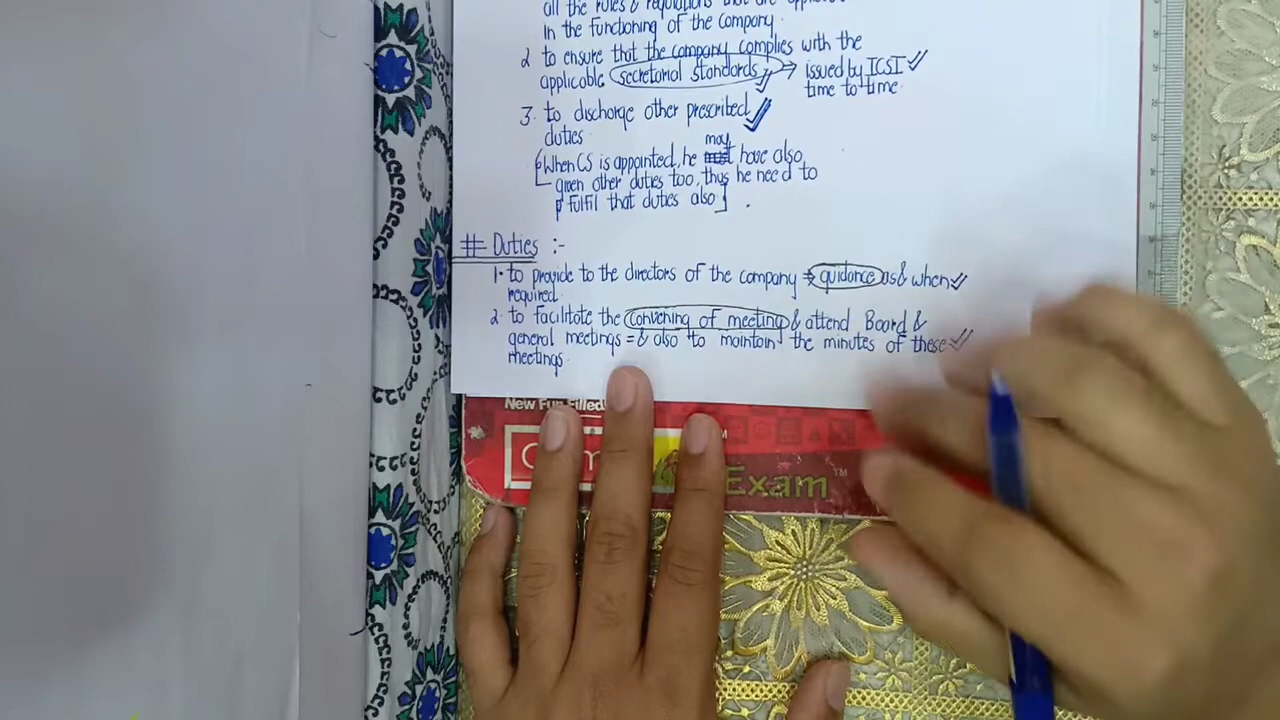 all the rules & regulations that are
in the functioning of the company.
2 to ensure that the company complies with the
applicable secretarial standards → issued by ICSI
time to time.
3. to discharge other prescribed
duties
may
When CS is appointed, he must have also
given other duties too, thus he need to
fulfil that duties also] .
# Duties :-
1. to provide to the directors of the company → guidance as & when
required.
2. to facilitate the convening of meeting & attend Board &
general meetings = & also to maintain the minutes of these
meetings.
New Fun Filled
Exam™